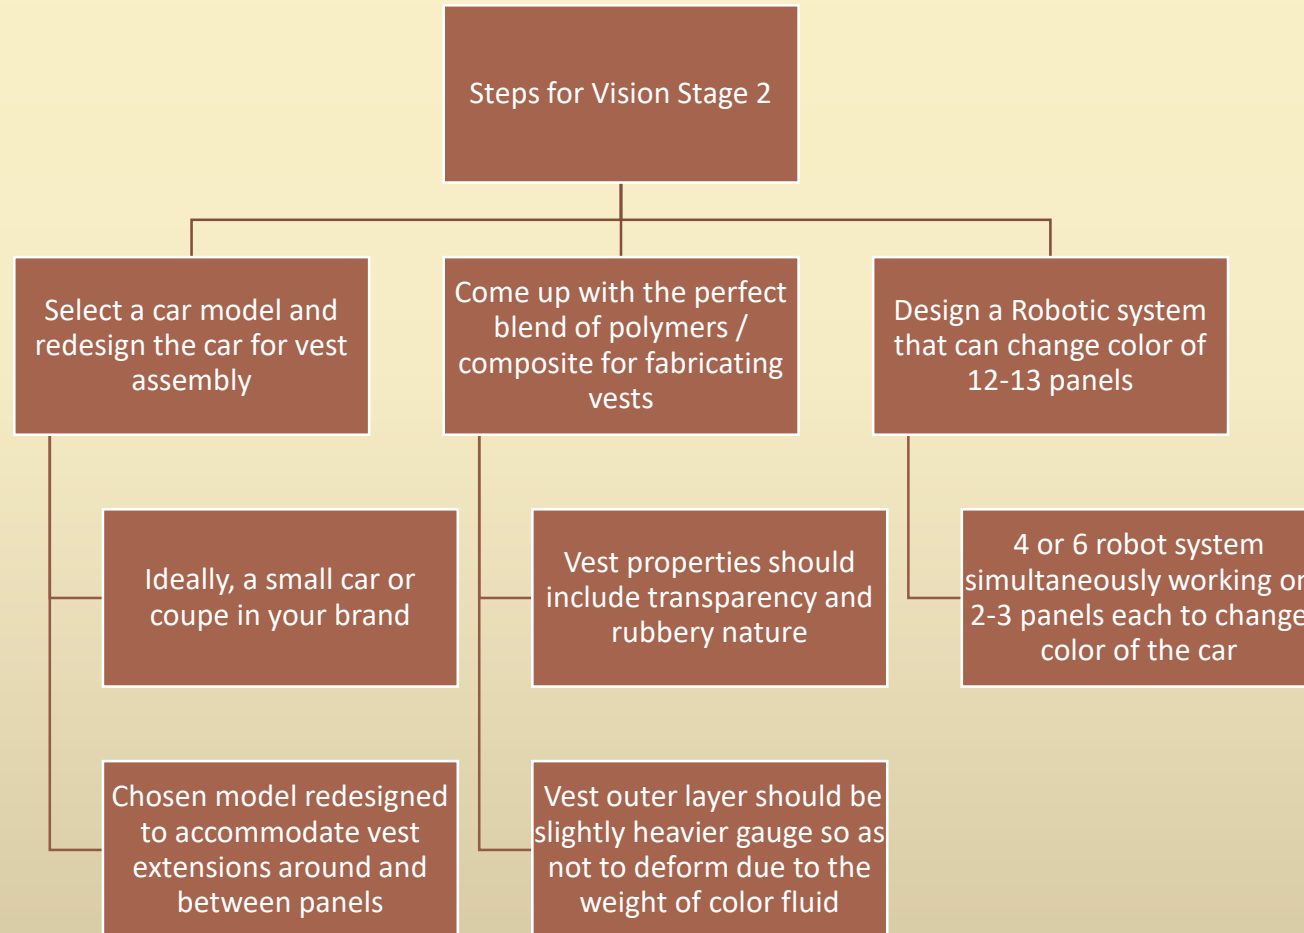 Steps for Vision Stage 2
Select a car model and
redesign the car for vest
assembly
Ideally, a small car or
coupe in your brand
Chosen model redesigned
to accommodate vest
extensions around and
between panels
Come up with the perfect
blend of polymers /
composite for fabricating
vests
Vest properties should
include transparency and
rubbery nature
Vest outer layer should be
slightly heavier gauge so as
not to deform due to the
weight of color fluid
Design a Robotic system
that can change color of
12-13 panels
4 or 6 robot system
simultaneously working on
2-3 panels each to change
color of the car